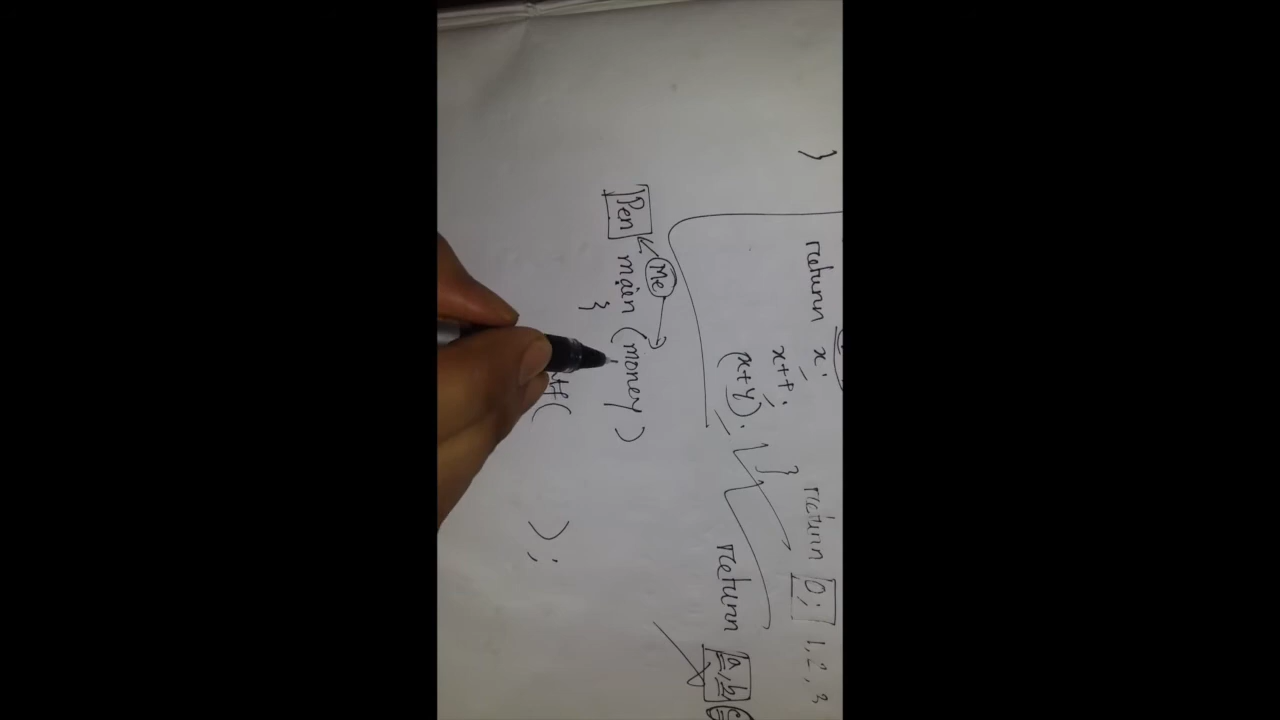 }
return x;
return 0; 1, 2, 3
x++;
(x+y); }
return a, b, c
Me
Pen main (money)
{
);